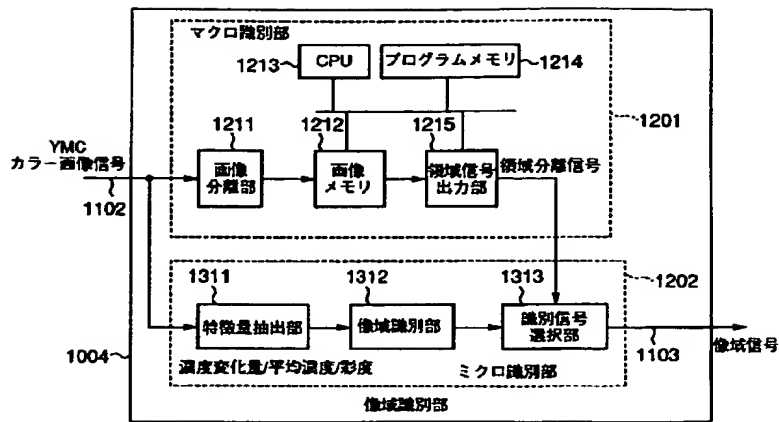 マクロ識別部
1213
CPU
プログラムメモリ
1214
1201
YMC
カラー画像信号
1102
1211
画像
分離部
1212
画像
メモリ
1215
領域信号
出力部
領域分離信号
1202
1311
特徴量抽出部
1312
像域識別部
1313
識別信号
選択部
1103
像域信号
1004
濃度変化量/平均濃度/彩度
ミクロ識別部
像域識別部